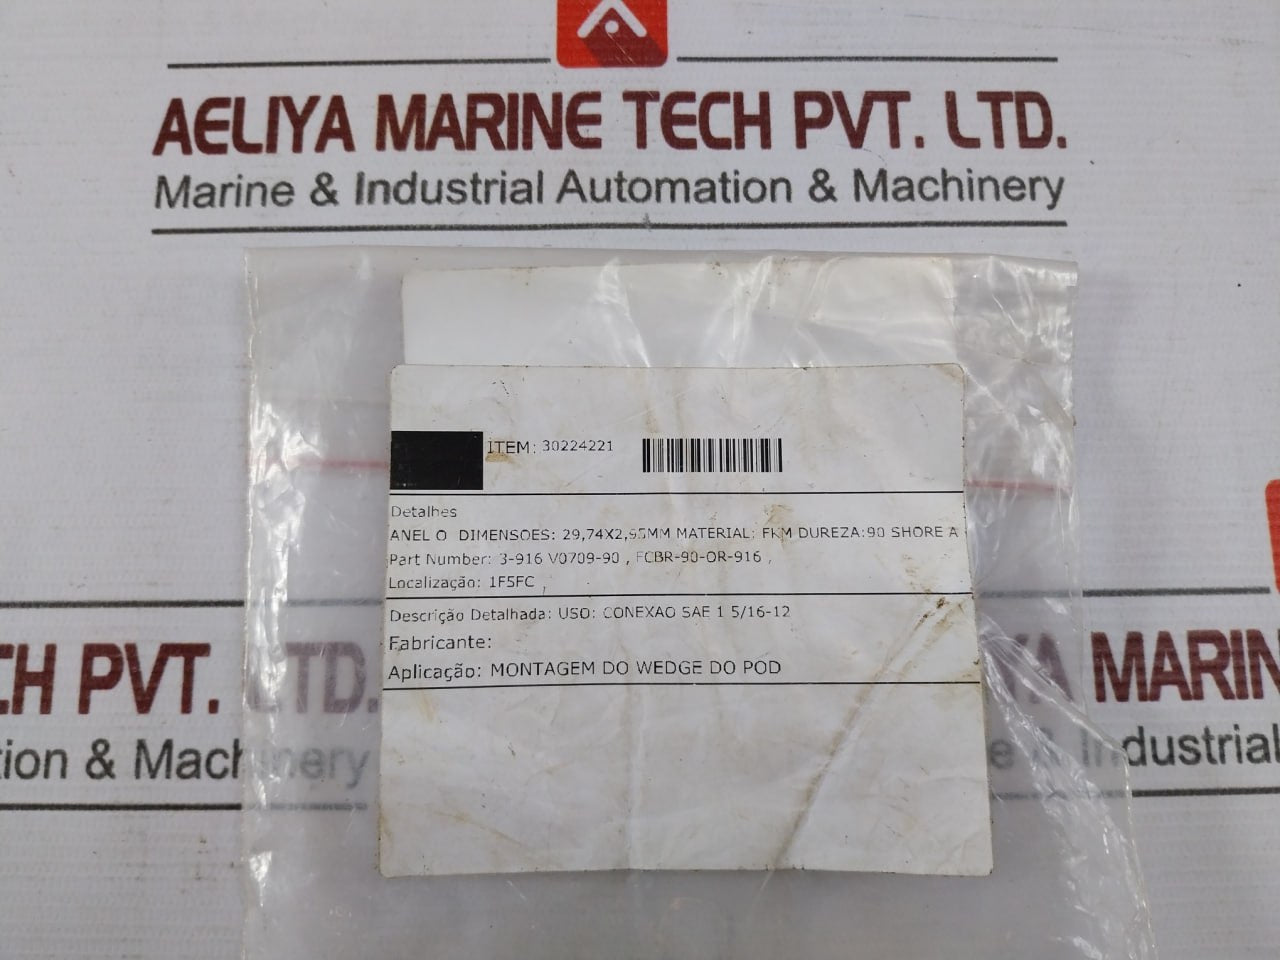 AELIYA MARINE TECH PVT. LTD.
Marine & Industrial Automation & Machinery
ITEM: 30224221
Detalhes
ANEL O DIMENSOES: 29,74X2,95MM MATERIAL: FKM DUREZA:90 SHORE A
Part Number: 3-916 V0709-90 , FCBR-90-OR-916 ,
Localização: 1F5FC ,
Descrição Detalhada: USO: CONEXAO SAE 1 5/16-12
Fabricante:
Aplicação: MONTAGEM DO WEDGE DO POD
CH PVT. LTD.
tion & Machinery
YA MARIN
e & Industrial